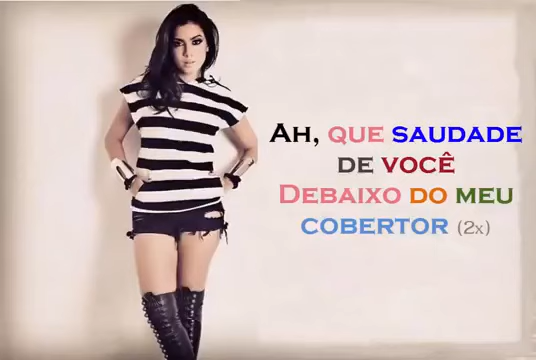 Ah, que saudade
de você
Debaixo do meu
cobertor (2x)